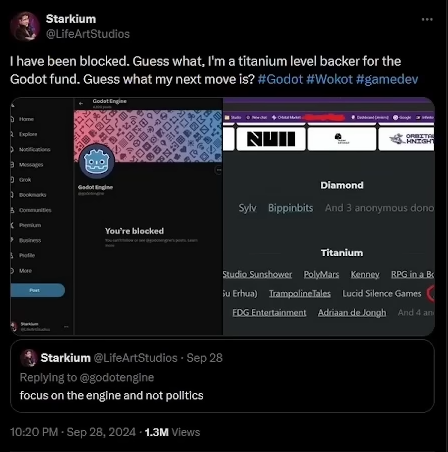 Starkium
@LifeArtStudios
I have been blocked. Guess what, I'm a titanium level backer for the
Godot fund. Guess what my next move is? #Godot #Wokot #gamedev
Godot Engine
Home
Explore
Notifications
Messages
Grok
Bookmarks
Communities
Premium
Business
Profile
More
Post
Starkium
Godot Engine
@godotengine
You're blocked
NUII
ORBITAL
KNIGHT
Diamond
Sylv Bippinbits And 3 anonymous dono
Titanium
Studio Sunshower PolyMars Kenney RPG in a Bo
Su Erhua) TrampolineTales Lucid Silence Games
FDG Entertainment Adriaan de Jongh And 4 an
Starkium @LifeArtStudios · Sep 28
Replying to @godotengine
focus on the engine and not politics
10:20 PM · Sep 28, 2024 · 1.3M Views